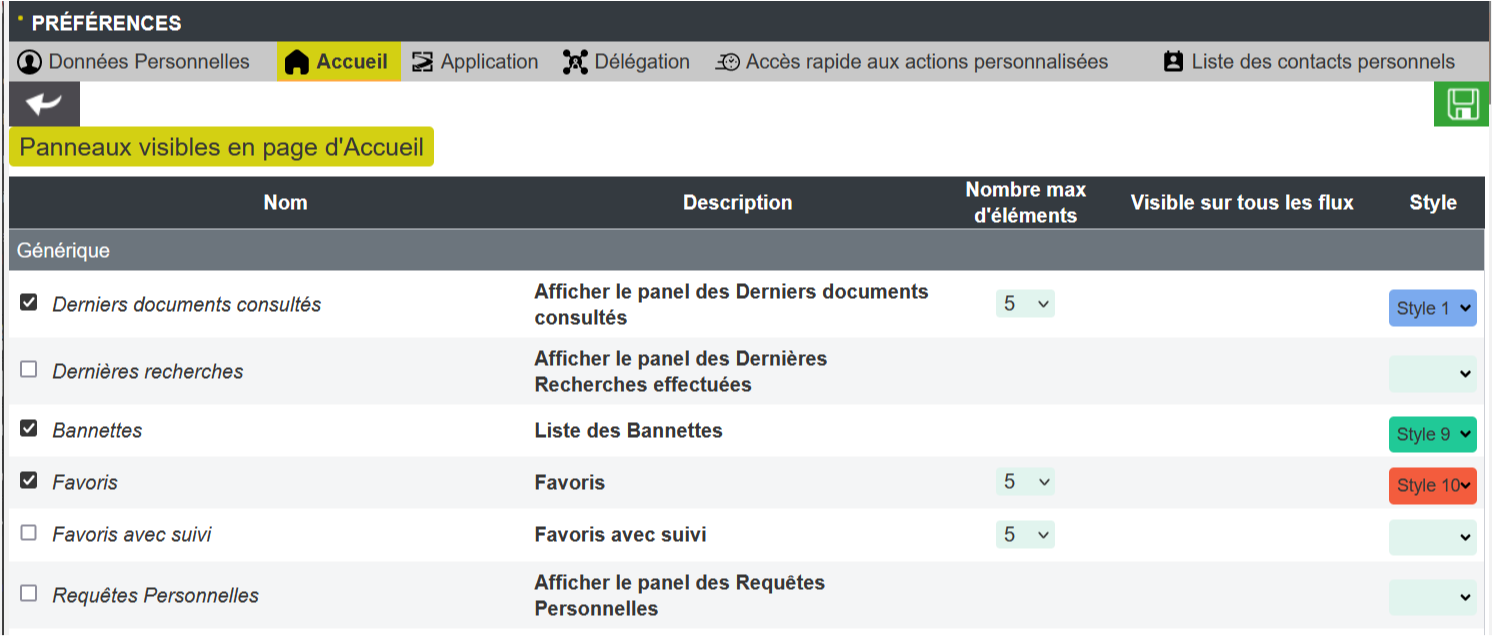 PRÉFÉRENCES
Données Personnelles Accueil Application Délégation Accès rapide aux actions personnalisées Liste des contacts personnels
Panneaux visibles en page d'Accueil
Nom Description Nombre max d'éléments Visible sur tous les flux Style
Générique
Derniers documents consultés Afficher le panel des Derniers documents consultés 5 Style 1
Dernières recherches Afficher le panel des Dernières Recherches effectuées
Bannettes Liste des Bannettes Style 9
Favoris Favoris 5 Style 10
Favoris avec suivi Favoris avec suivi 5
Requêtes Personnelles Afficher le panel des Requêtes Personnelles